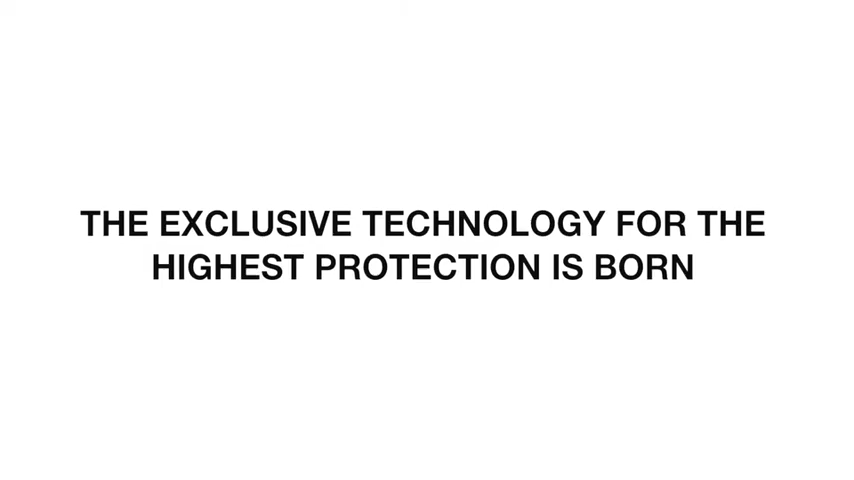 THE EXCLUSIVE TECHNOLOGY FOR THE
HIGHEST PROTECTION IS BORN